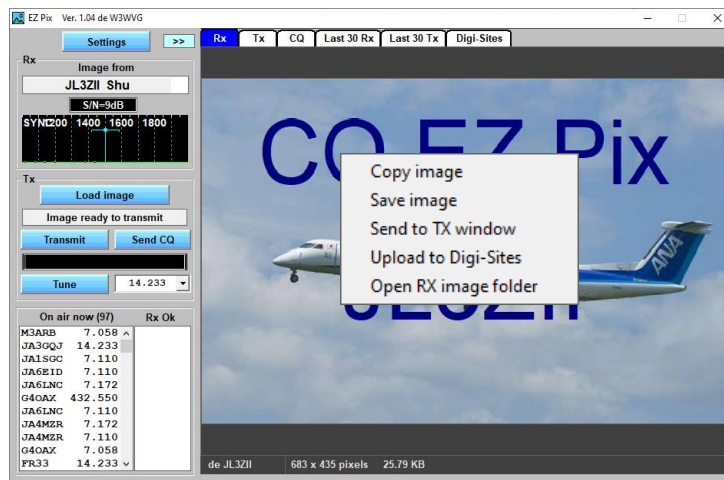 EZ Pix Ver. 1.04 de W3WVG
Settings
>>
Rx
Tx
CQ
Last 30 Rx
Last 30 Tx
Digi-Sites
Rx
Image from
JL3ZII Shu
S/N=9dB
SYNC 1200 1400 1600 1800
Tx
Load image
Image ready to transmit
Transmit
Send CQ
Tune
14.233
On air now (97)
Rx Ok
M3ARB 7.058
JA3GQJ 14.233
JA1SGC 7.110
JA6EID 7.110
JA6LNC 7.172
G4OAX 432.550
JA6LNC 7.110
JA4MZR 7.172
JA4MZR 7.110
G4OAX 7.058
FR33 14.233
CQ EZ Pix
Copy image
Save image
Send to TX window
Upload to Digi-Sites
Open RX image folder
ANA
JL3ZII
de JL3ZII
683 x 435 pixels
25.79 KB